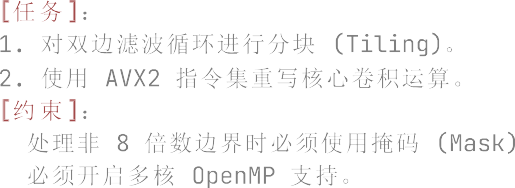 [任务]:
1. 对双边滤波循环进行分块 (Tiling)。
2. 使用 AVX2 指令集重写核心卷积运算。
[约束]:
处理非 8 倍数边界时必须使用掩码 (Mask)
必须开启多核 OpenMP 支持。